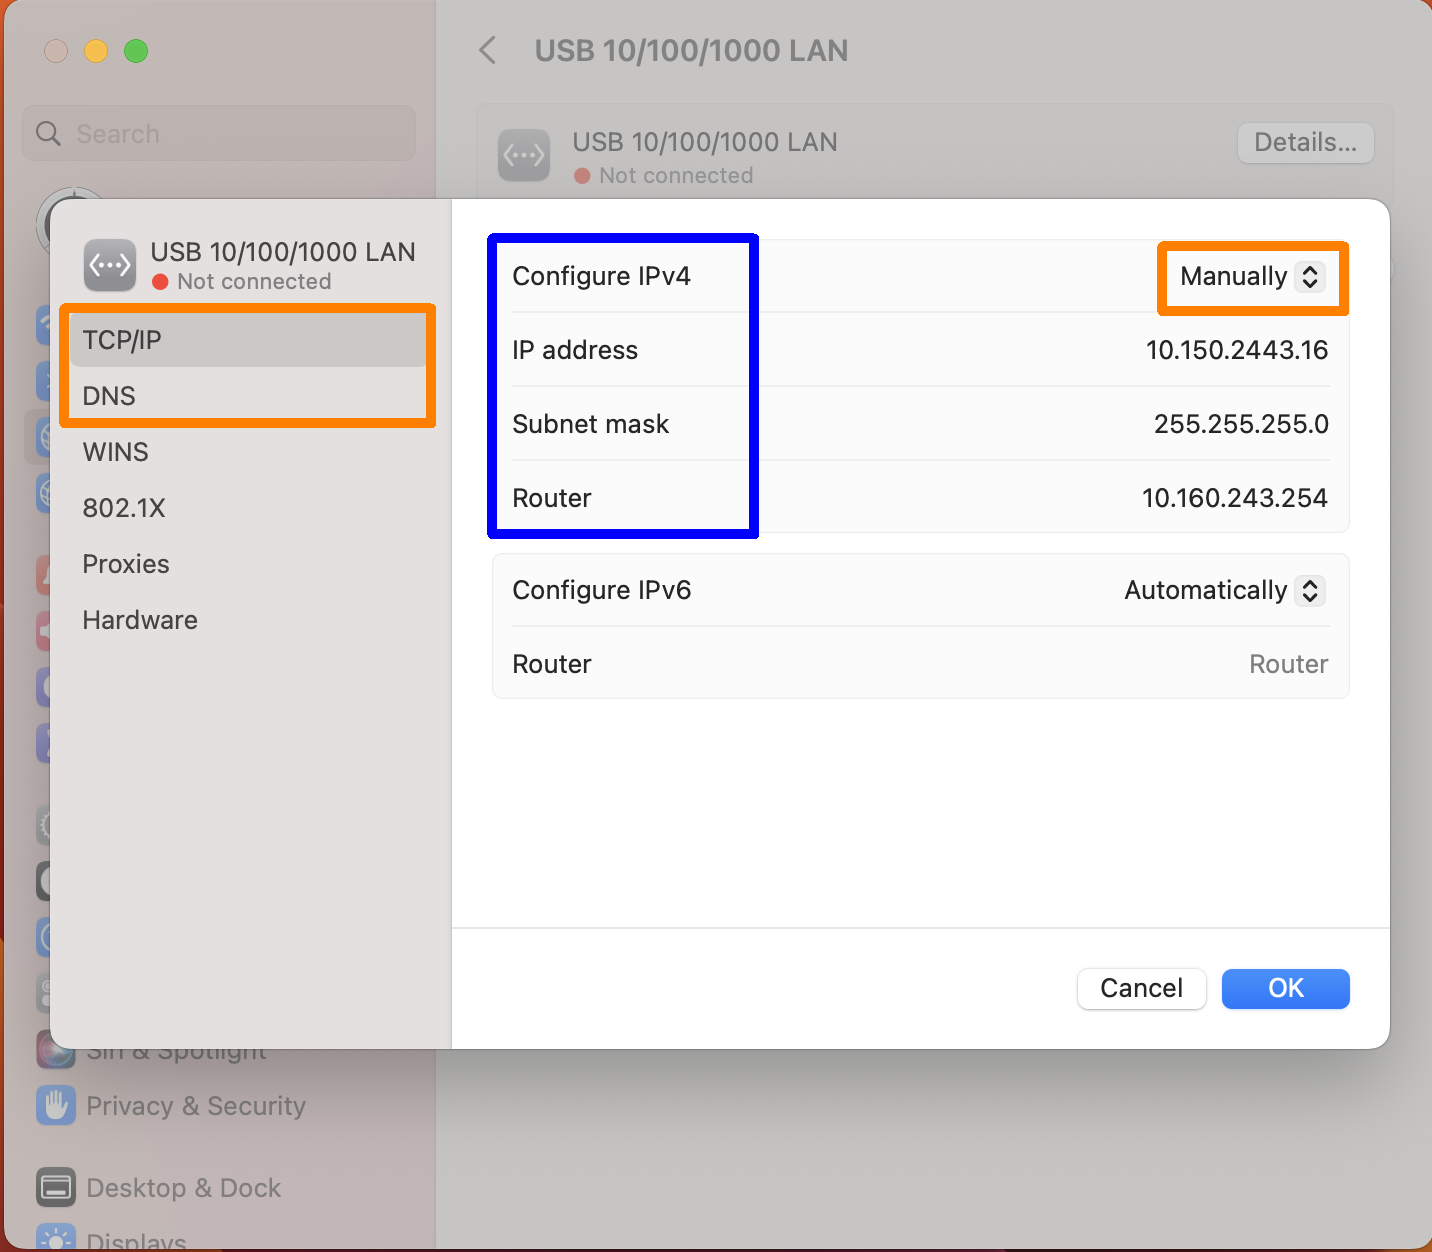 USB 10/100/1000 LAN
Search
USB 10/100/1000 LAN
Details...
Not connected
USB 10/100/1000 LAN
Not connected
TCP/IP
DNS
WINS
802.1X
Proxies
Hardware
Configure IPv4
Manually
IP address
10.150.2443.16
Subnet mask
255.255.255.0
Router
10.160.243.254
Configure IPv6
Automatically
Router
Router
Cancel
OK
Siri & Spotlight
Privacy & Security
Desktop & Dock
Displays